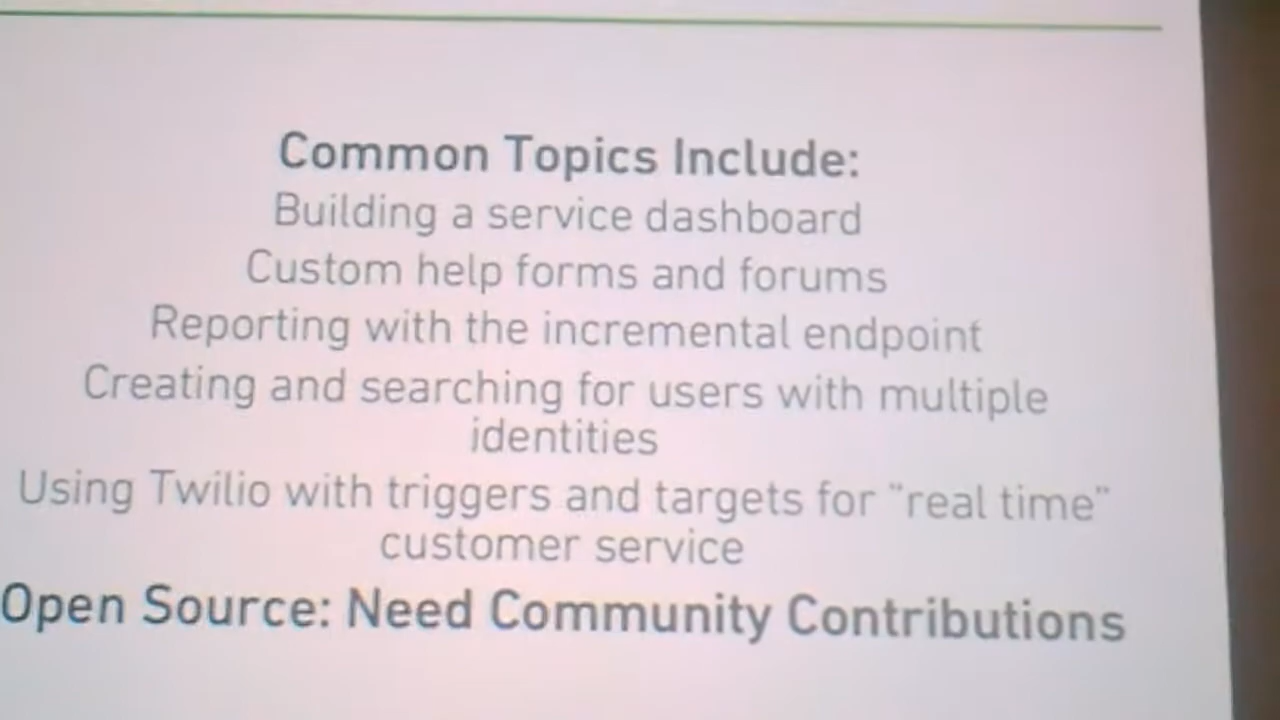 Common Topics Include:
Building a service dashboard
Custom help forms and forums
Reporting with the incremental endpoint
Creating and searching for users with multiple
identities
Using Twilio with triggers and targets for "real time"
customer service
Open Source: Need Community Contributions